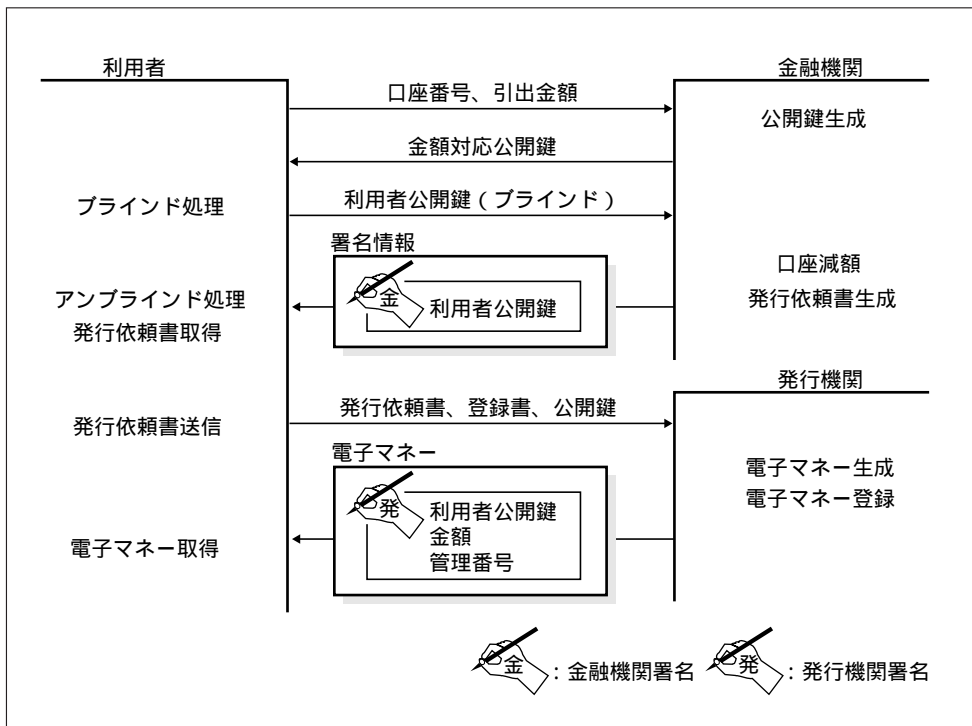 利用者
金融機関
口座番号、引出金額
公開鍵生成
金額対応公開鍵
ブラインド処理
利用者公開鍵(ブラインド)
署名情報
口座減額
金
利用者公開鍵
アンブラインド処理
発行依頼書生成
発行依頼書取得
発行機関
発行依頼書、登録書、公開鍵
発行依頼書送信
電子マネー
電子マネー生成
発
利用者公開鍵
電子マネー登録
金額
電子マネー取得
管理番号
金:金融機関署名
発:発行機関署名